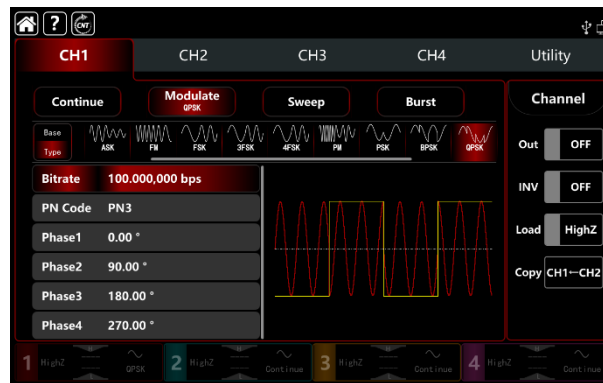 ? CNT
CH1 CH2 CH3 CH4 Utility
Continue Modulate QPSK Sweep Burst Channel
Base Type ASK FM FSK 3FSK 4FSK PM PSK BPSK QPSK
Out OFF
Bitrate 100.000,000 bps
INV OFF
PN Code PN3
Load HighZ
Phase1 0.00 °
Phase2 90.00 °
Copy CH1←CH2
Phase3 180.00 °
Phase4 270.00 °
1 HighZ QPSK 2 HighZ Continue 3 HighZ Continue 4 HighZ Continue